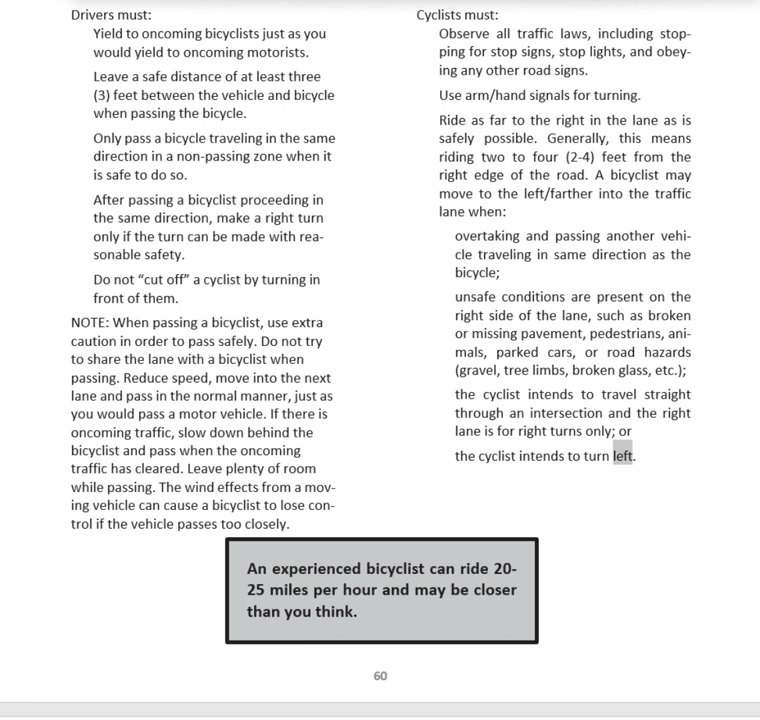 Drivers must:
Yield to oncoming bicyclists just as you
would yield to oncoming motorists.
Leave a safe distance of at least three
(3) feet between the vehicle and bicycle
when passing the bicycle.
Only pass a bicycle traveling in the same
direction in a non-passing zone when it
is safe to do so.
After passing a bicyclist proceeding in
the same direction, make a right turn
only if the turn can be made with rea-
sonable safety.
Do not “cut off” a cyclist by turning in
front of them.
NOTE: When passing a bicyclist, use extra
caution in order to pass safely. Do not try
to share the lane with a bicyclist when
passing. Reduce speed, move into the next
lane and pass in the normal manner, just as
you would pass a motor vehicle. If there is
oncoming traffic, slow down behind the
bicyclist and pass when the oncoming
traffic has cleared. Leave plenty of room
while passing. The wind effects from a mov-
ing vehicle can cause a bicyclist to lose con-
trol if the vehicle passes too closely.
Cyclists must:
Observe all traffic laws, including stop-
ping for stop signs, stop lights, and obey-
ing any other road signs.
Use arm/hand signals for turning.
Ride as far to the right in the lane as is
safely possible. Generally, this means
riding two to four (2-4) feet from the
right edge of the road. A bicyclist may
move to the left/farther into the traffic
lane when:
overtaking and passing another vehi-
cle traveling in same direction as the
bicycle;
unsafe conditions are present on the
right side of the lane, such as broken
or missing pavement, pedestrians, ani-
mals, parked cars, or road hazards
(gravel, tree limbs, broken glass, etc.);
the cyclist intends to travel straight
through an intersection and the right
lane is for right turns only; or
the cyclist intends to turn left.
An experienced bicyclist can ride 20-
25 miles per hour and may be closer
than you think.
60